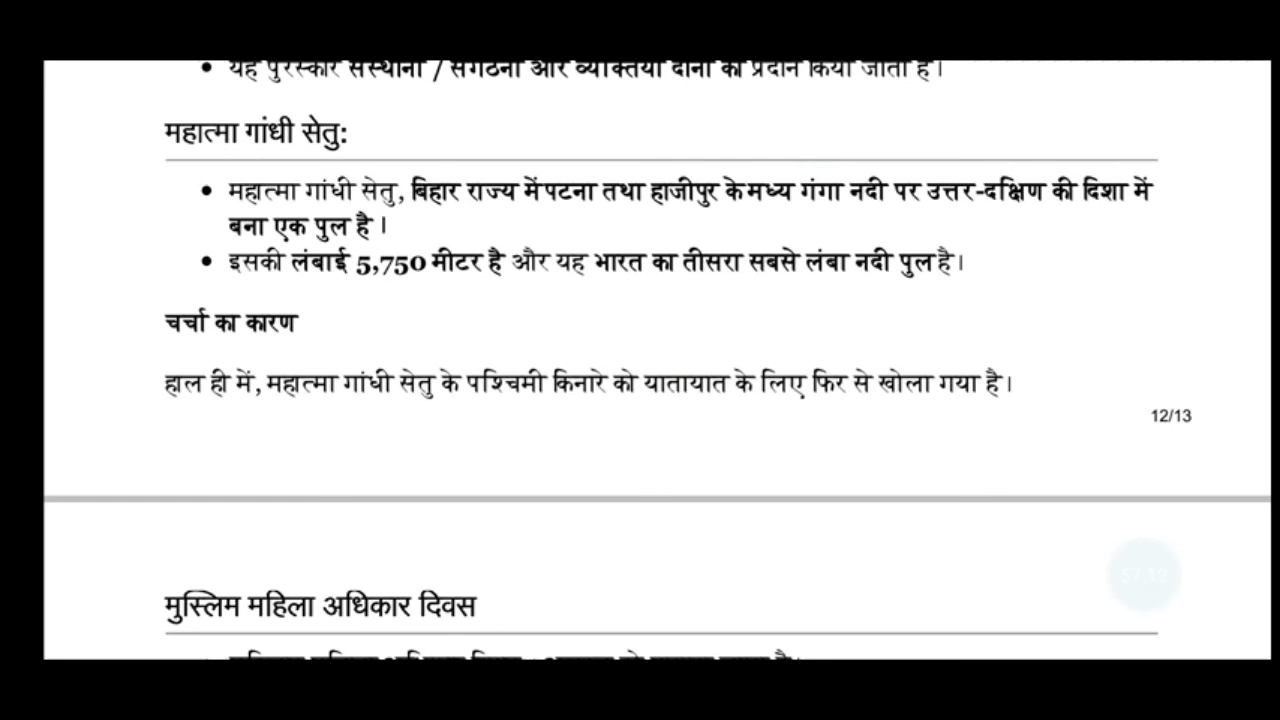 यह पुरस्कार संस्थानों / संगठनों और व्यक्तियों दोनों को प्रदान किया जाता है।
महात्मा गांधी सेतु:
महात्मा गांधी सेतु, बिहार राज्य में पटना तथा हाजीपुर के मध्य गंगा नदी पर उत्तर-दक्षिण की दिशा में
बना एक पुल है।
इसकी लंबाई 5,750 मीटर है और यह भारत का तीसरा सबसे लंबा नदी पुल है।
चर्चा का कारण
हाल ही में, महात्मा गांधी सेतु के पश्चिमी किनारे को यातायात के लिए फिर से खोला गया है।
12/13
मुस्लिम महिला अधिकार दिवस